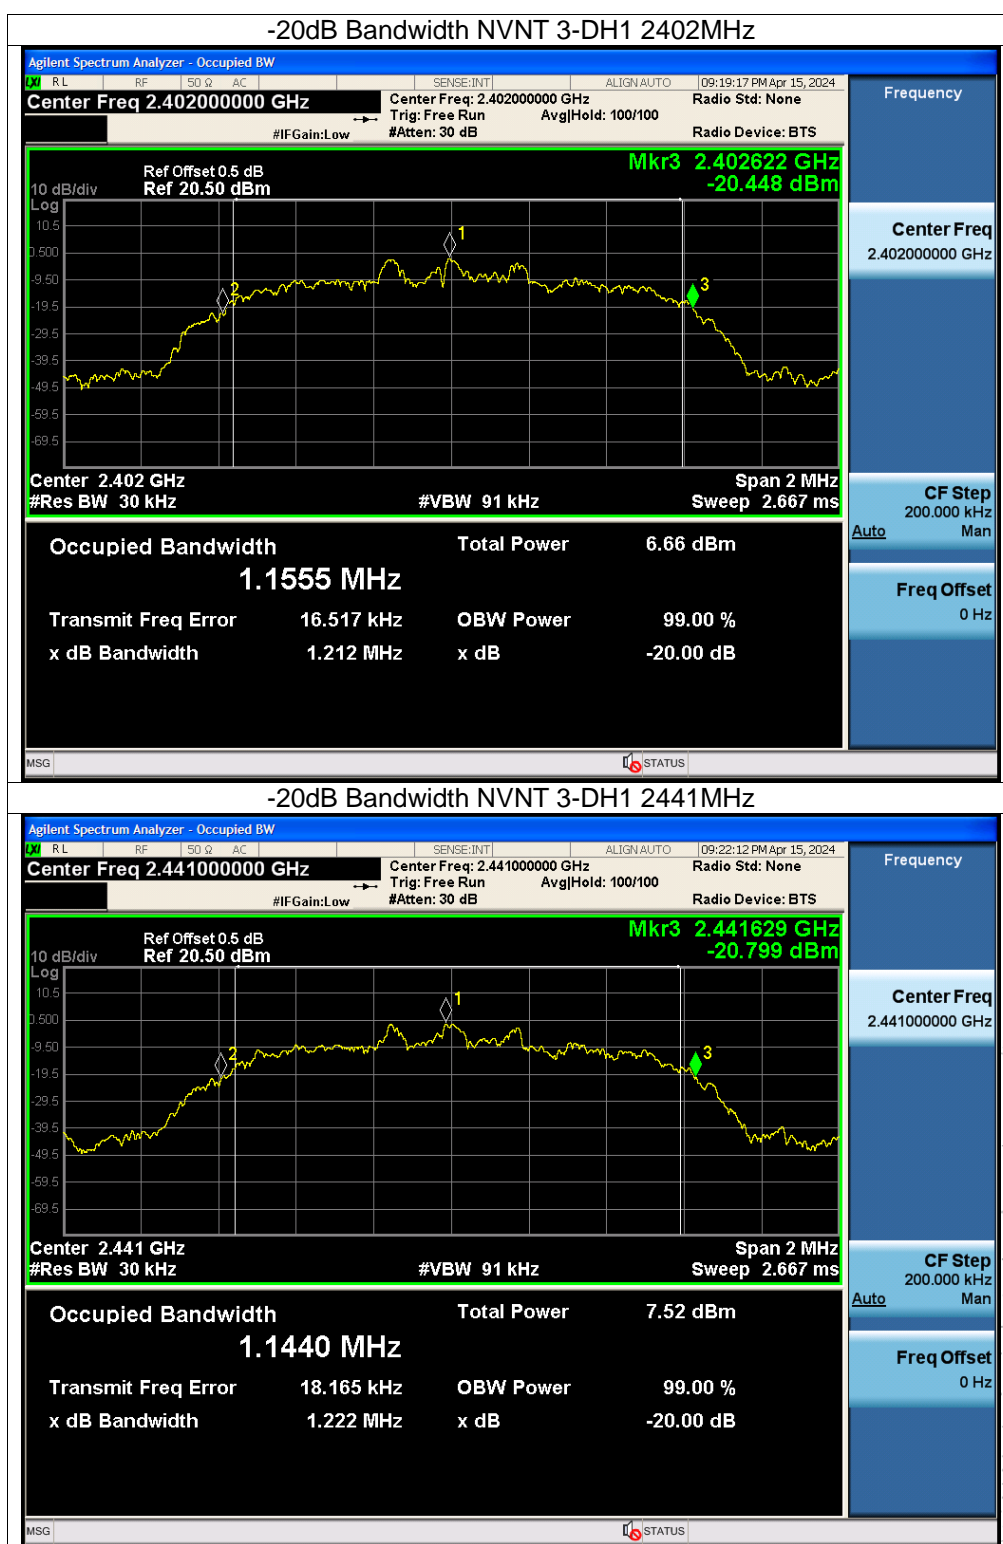 -20dB Bandwidth NVNT 3-DH1 2402MHz
Agilent Spectrum Analyzer - Occupied BW
LXI RL RF 50 Ω AC SENSE:INT ALIGN AUTO 09:19:17 PM Apr 15, 2024
Center Freq 2.402000000 GHz
Center Freq: 2.402000000 GHz
Radio Std: None
Trig: Free Run Avg|Hold: 100/100
#IFGain:Low #Atten: 30 dB Radio Device: BTS
Frequency
Mkr3 2.402622 GHz
-20.448 dBm
Ref Offset 0.5 dB
10 dB/div Ref 20.50 dBm
Log
10.5
0.500
-9.50
-19.5
-29.5
-39.5
-49.5
-59.5
-69.5
1
2
3
Center 2.402 GHz Span 2 MHz
#Res BW 30 kHz #VBW 91 kHz Sweep 2.667 ms
Occupied Bandwidth Total Power 6.66 dBm
1.1555 MHz
Transmit Freq Error 16.517 kHz OBW Power 99.00 %
x dB Bandwidth 1.212 MHz x dB -20.00 dB
Center Freq
2.402000000 GHz
CF Step
200.000 kHz
Auto Man
Freq Offset
0 Hz
MSG STATUS
-20dB Bandwidth NVNT 3-DH1 2441MHz
Agilent Spectrum Analyzer - Occupied BW
LXI RL RF 50 Ω AC SENSE:INT ALIGN AUTO 09:22:12 PM Apr 15, 2024
Center Freq 2.441000000 GHz
Center Freq: 2.441000000 GHz
Radio Std: None
Trig: Free Run Avg|Hold: 100/100
#IFGain:Low #Atten: 30 dB Radio Device: BTS
Frequency
Mkr3 2.441629 GHz
-20.799 dBm
Ref Offset 0.5 dB
10 dB/div Ref 20.50 dBm
Log
10.5
0.500
-9.50
-19.5
-29.5
-39.5
-49.5
-59.5
-69.5
1
2
3
Center 2.441 GHz Span 2 MHz
#Res BW 30 kHz #VBW 91 kHz Sweep 2.667 ms
Occupied Bandwidth Total Power 7.52 dBm
1.1440 MHz
Transmit Freq Error 18.165 kHz OBW Power 99.00 %
x dB Bandwidth 1.222 MHz x dB -20.00 dB
Center Freq
2.441000000 GHz
CF Step
200.000 kHz
Auto Man
Freq Offset
0 Hz
MSG STATUS